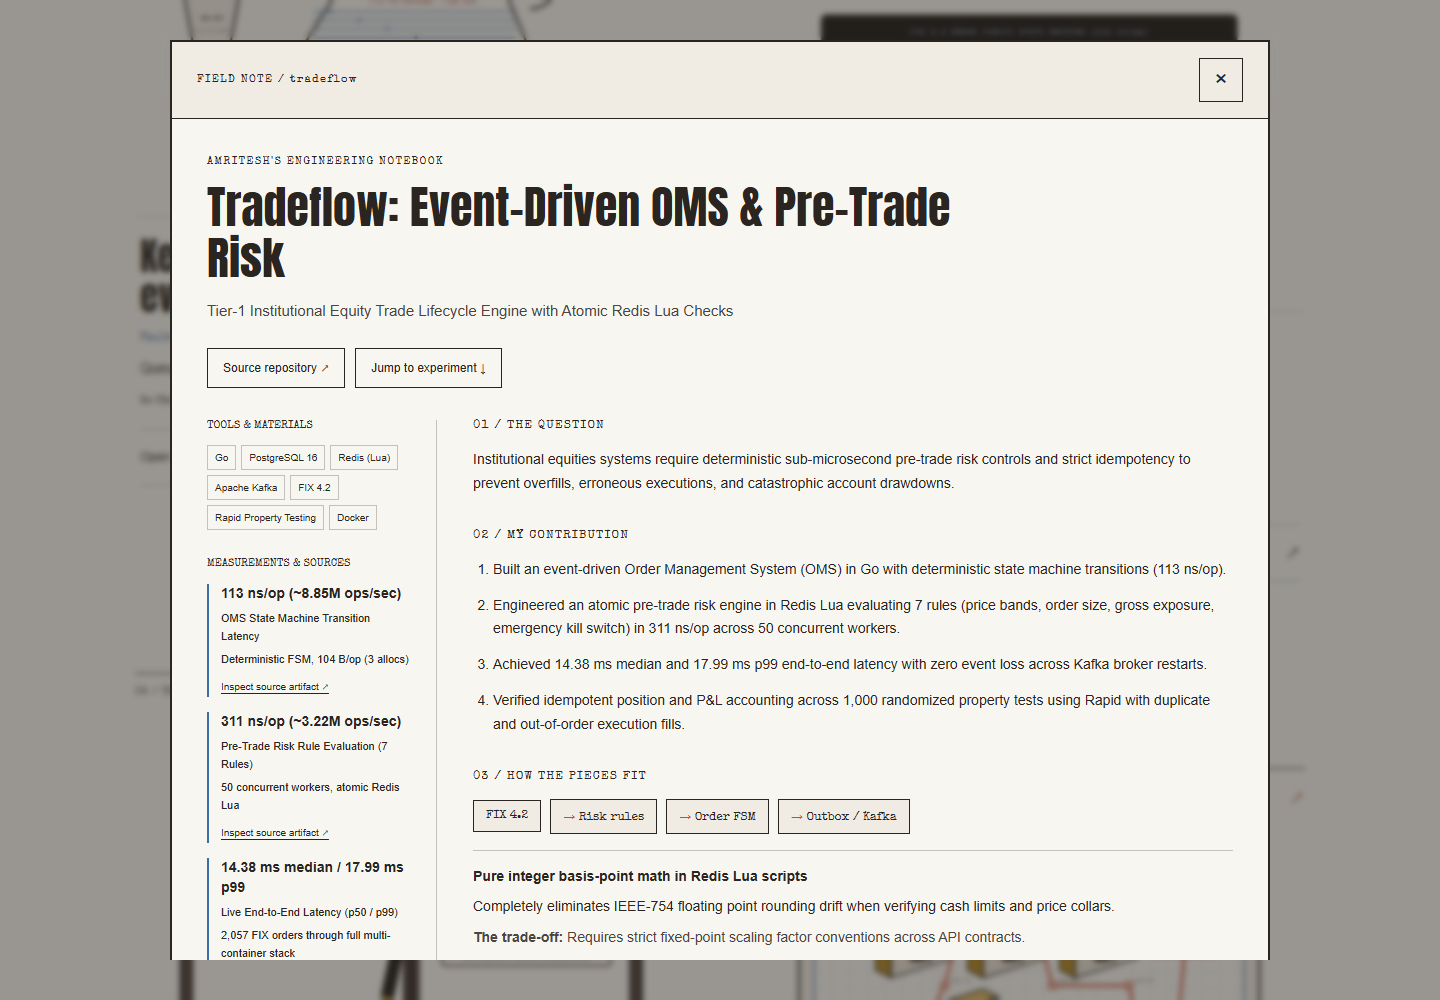 FIELD NOTE / tradeflow
×
AMRITESH'S ENGINEERING NOTEBOOK
Tradeflow: Event-Driven OMS & Pre-Trade
Risk
Tier-1 Institutional Equity Trade Lifecycle Engine with Atomic Redis Lua Checks
Source repository ↗
Jump to experiment ↓
TOOLS & MATERIALS
Go
PostgreSQL 16
Redis (Lua)
Apache Kafka
FIX 4.2
Rapid Property Testing
Docker
MEASUREMENTS & SOURCES
113 ns/op (~8.85M ops/sec)
OMS State Machine Transition
Latency
Deterministic FSM, 104 B/op (3 allocs)
Inspect source artifact ↗
311 ns/op (~3.22M ops/sec)
Pre-Trade Risk Rule Evaluation (7
Rules)
50 concurrent workers, atomic Redis
Lua
Inspect source artifact ↗
14.38 ms median / 17.99 ms
p99
Live End-to-End Latency (p50 / p99)
2,057 FIX orders through full multi-
container stack
01 / THE QUESTION
Institutional equities systems require deterministic sub-microsecond pre-trade risk controls and strict idempotency to
prevent overfills, erroneous executions, and catastrophic account drawdowns.
02 / MY CONTRIBUTION
1. Built an event-driven Order Management System (OMS) in Go with deterministic state machine transitions (113 ns/op).
2. Engineered an atomic pre-trade risk engine in Redis Lua evaluating 7 rules (price bands, order size, gross exposure,
emergency kill switch) in 311 ns/op across 50 concurrent workers.
3. Achieved 14.38 ms median and 17.99 ms p99 end-to-end latency with zero event loss across Kafka broker restarts.
4. Verified idempotent position and P&L accounting across 1,000 randomized property tests using Rapid with duplicate
and out-of-order execution fills.
03 / HOW THE PIECES FIT
FIX 4.2
→ Risk rules
→ Order FSM
→ Outbox / Kafka
Pure integer basis-point math in Redis Lua scripts
Completely eliminates IEEE-754 floating point rounding drift when verifying cash limits and price collars.
The trade-off: Requires strict fixed-point scaling factor conventions across API contracts.